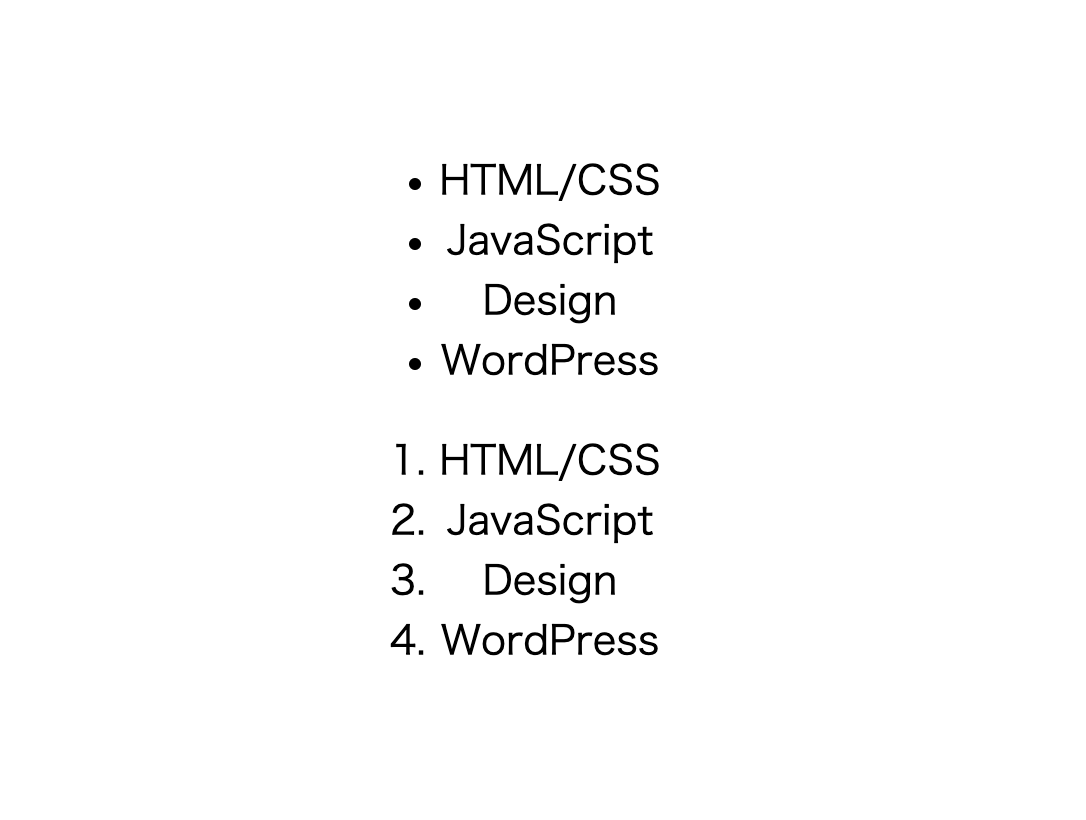 • HTML/CSS
• JavaScript
• Design
• WordPress
1. HTML/CSS
2. JavaScript
3. Design
4. WordPress